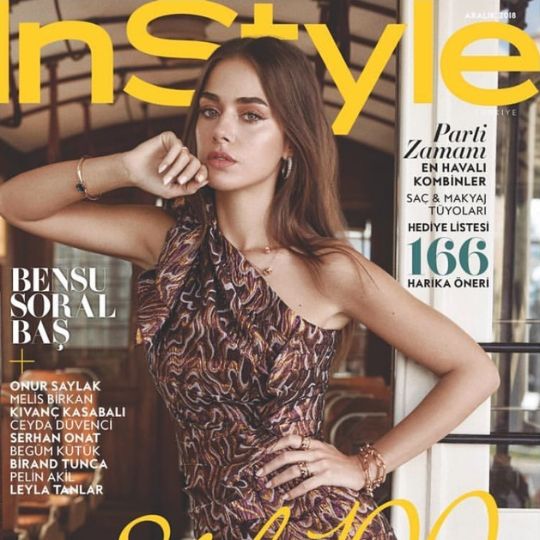 InStyle
ARALIK 2018
TÜRKİYE
Parti
Zamanı
EN HAVALI
KOMBİNLER
SAÇ & MAKYAJ
TÜYOLARI
HEDİYE LİSTESİ
166
HARİKA ÖNERİ
BENSU
SORAL
BAŞ
+
ONUR SAYLAK
MELİS BİRKAN
KIVANÇ KASABALI
CEYDA DÜVENCİ
SERHAN ONAT
BEGÜM KÜTÜK
BİRAND TUNCA
PELİN AKİL
LEYLA TANLAR